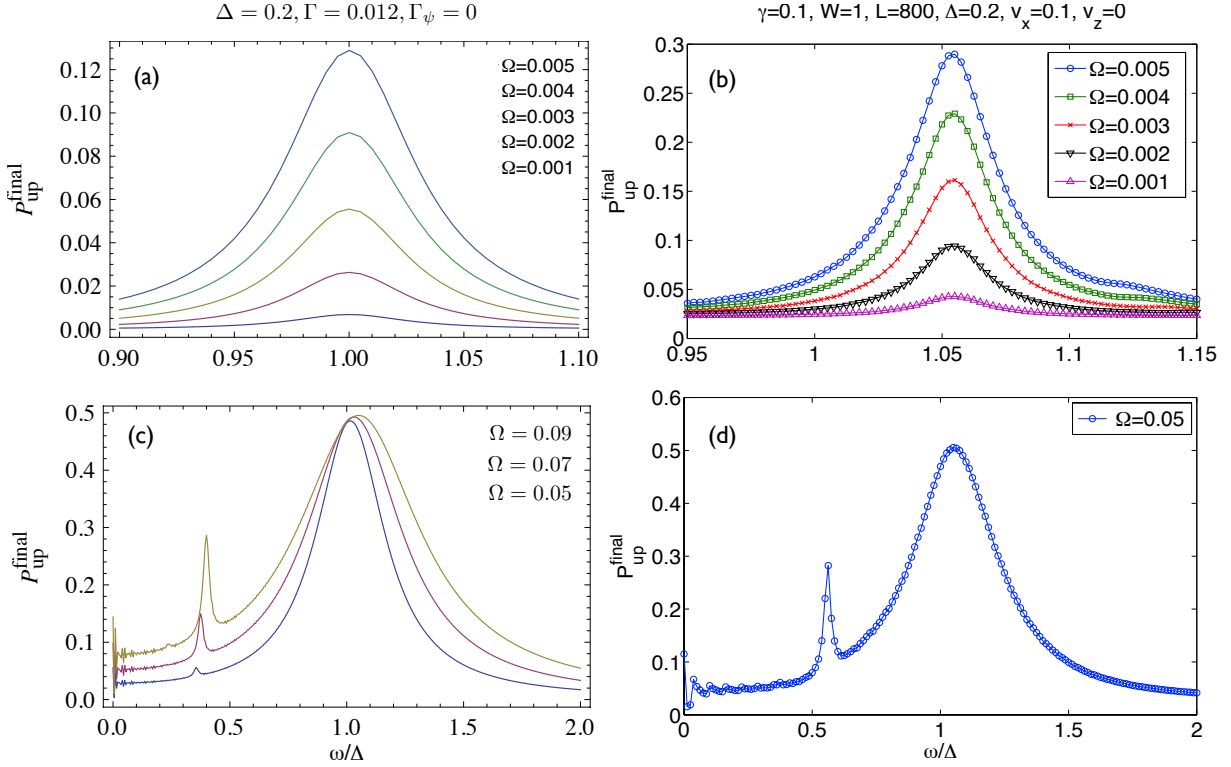 Δ = 0.2, Γ = 0.012, Γ_ψ = 0
(a)
Ω=0.005
Ω=0.004
Ω=0.003
Ω=0.002
Ω=0.001
0.12
0.10
0.08
0.06
0.04
0.02
0.00
P_up^final
0.90 0.95 1.00 1.05 1.10
γ=0.1, W=1, L=800, Δ=0.2, v_x=0.1, v_z=0
(b)
Ω=0.005
Ω=0.004
Ω=0.003
Ω=0.002
Ω=0.001
0.3
0.25
0.2
0.15
0.1
0.05
0
P_up^final
0.95 1 1.05 1.1 1.15
(c)
Ω = 0.09
Ω = 0.07
Ω = 0.05
0.5
0.4
0.3
0.2
0.1
0.0
P_up^final
0.0 0.5 1.0 1.5 2.0
ω/Δ
(d)
Ω=0.05
0.6
0.5
0.4
0.3
0.2
0.1
0
P_up^final
0 0.5 1 1.5 2
ω/Δ